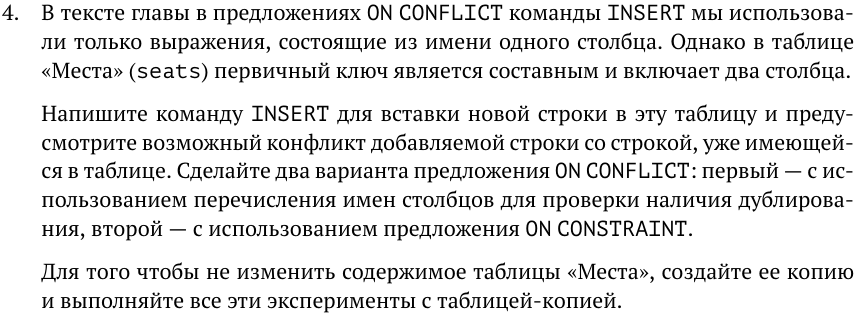 4. В тексте главы в предложениях ON CONFLICT команды INSERT мы использова-
ли только выражения, состоящие из имени одного столбца. Однако в таблице
«Места» (seats) первичный ключ является составным и включает два столбца.
Напишите команду INSERT для вставки новой строки в эту таблицу и преду-
смотрите возможный конфликт добавляемой строки со строкой, уже имеющей-
ся в таблице. Сделайте два варианта предложения ON CONFLICT: первый — с ис-
пользованием перечисления имен столбцов для проверки наличия дублирова-
ния, второй — с использованием предложения ON CONSTRAINT.
Для того чтобы не изменить содержимое таблицы «Места», создайте ее копию
и выполняйте все эти эксперименты с таблицей-копией.